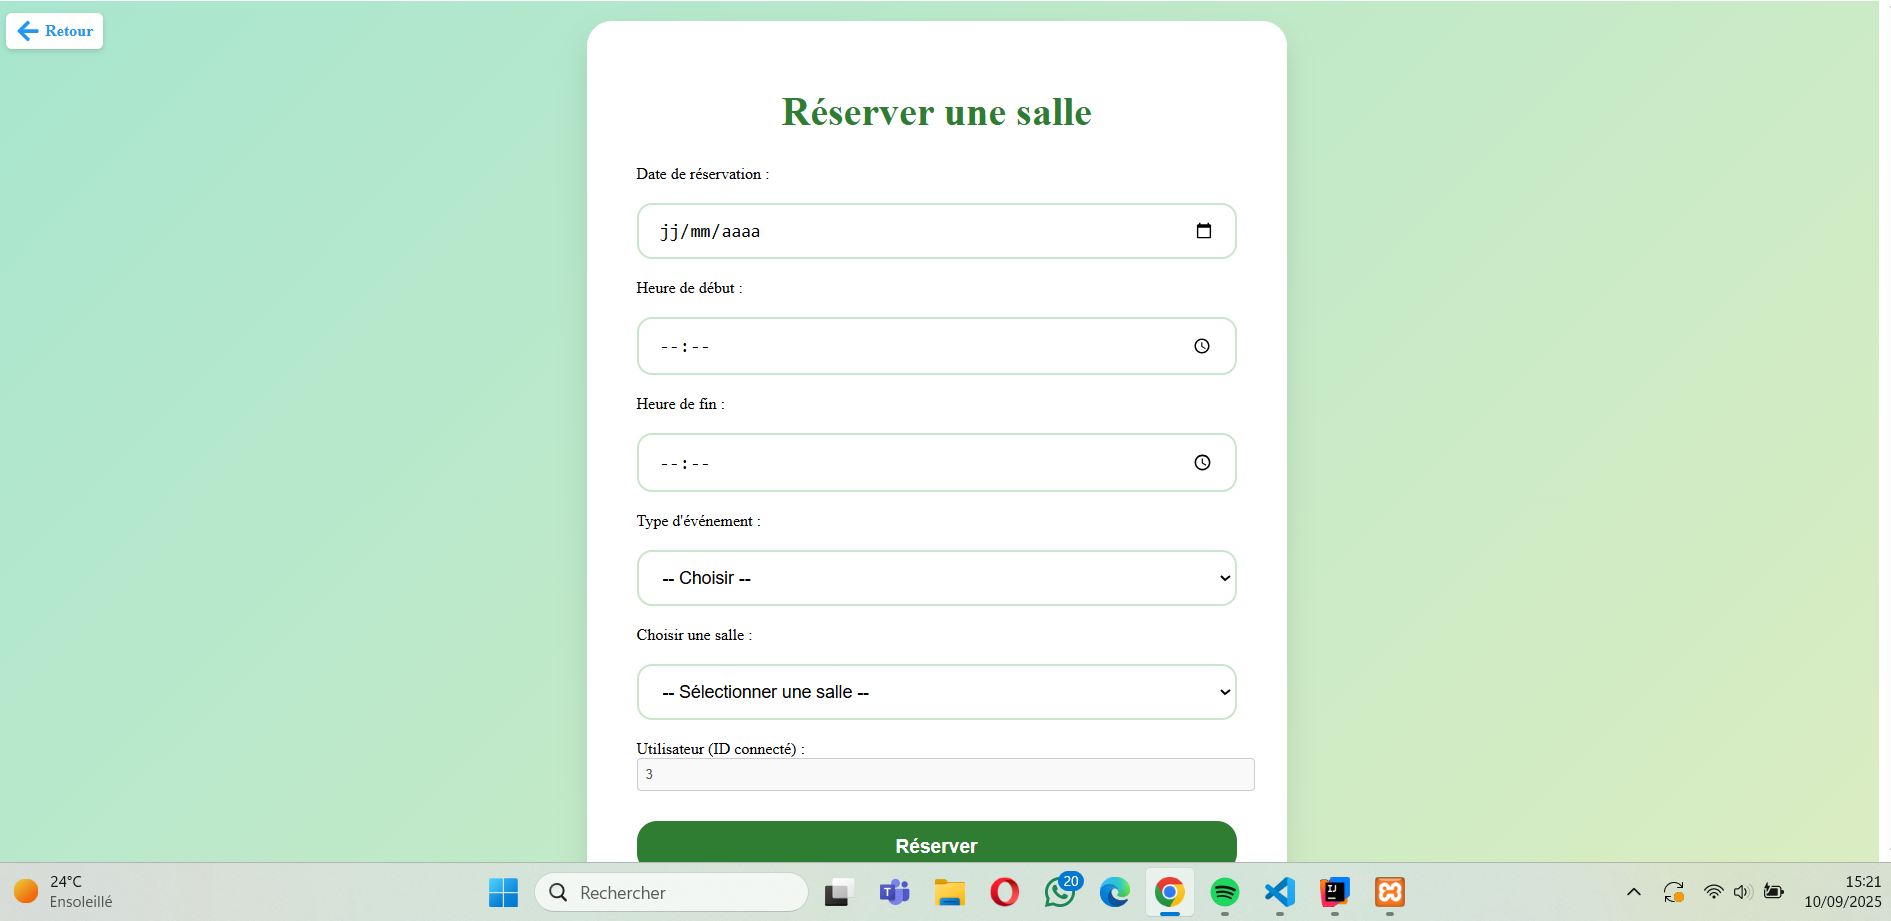 Retour
Réserver une salle
Date de réservation :
jj/mm/aaaa
Heure de début :
--:--
Heure de fin :
--:--
Type d'événement :
-- Choisir --
Choisir une salle :
-- Sélectionner une salle --
Utilisateur (ID connecté) :
3
Réserver
24°C
Ensoleillé
Rechercher
T
20
IJ
15:21
10/09/2025